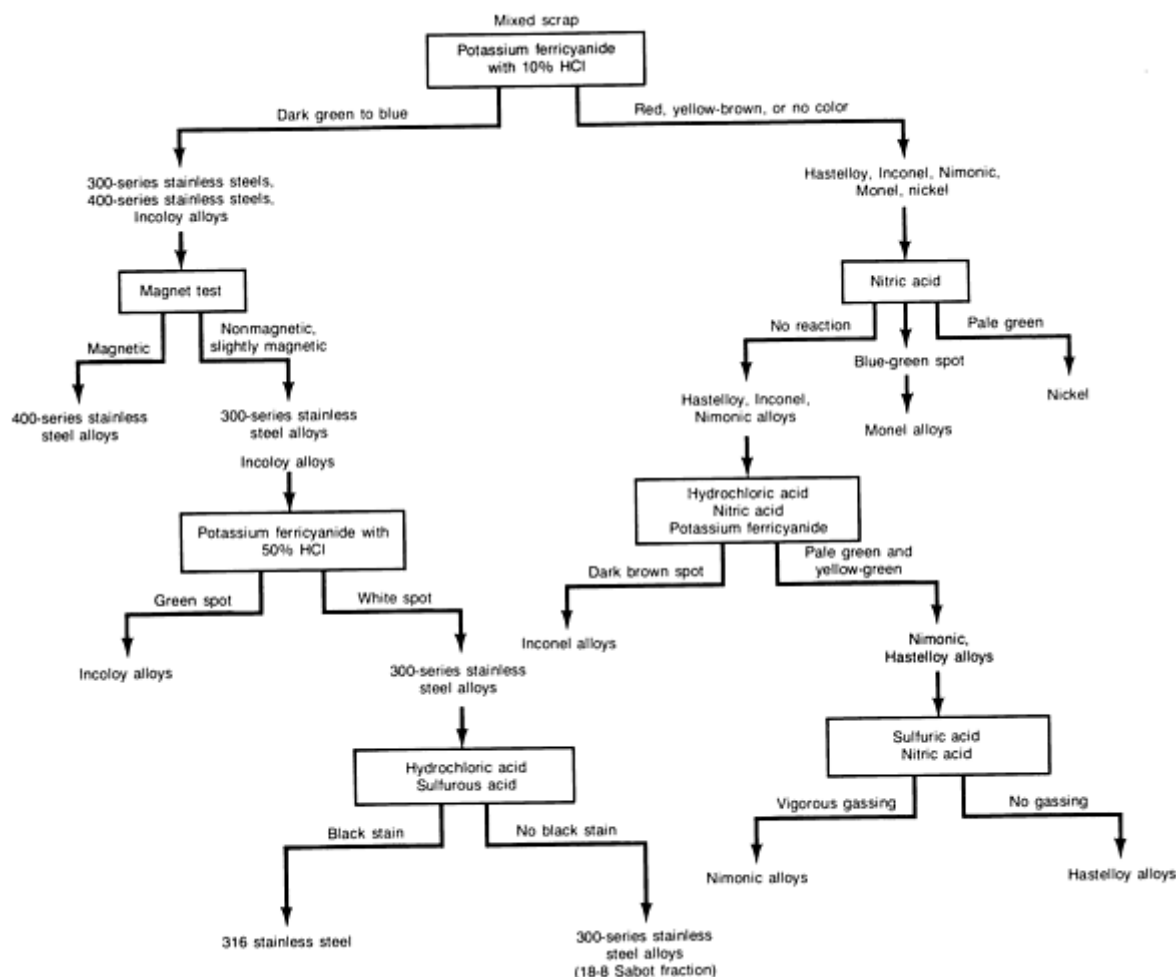 Mixed scrap
Potassium ferricyanide
with 10% HCl
Dark green to blue
Red, yellow-brown, or no color
300-series stainless steels,
400-series stainless steels,
Incoloy alloys
Hastelloy, Inconel, Nimonic,
Monel, nickel
Magnet test
Nitric acid
Magnetic
Nonmagnetic,
slightly magnetic
No reaction
Blue-green spot
Pale green
400-series stainless
steel alloys
300-series stainless
steel alloys
Incoloy alloys
Hastelloy, Inconel,
Nimonic alloys
Monel alloys
Nickel
Potassium ferricyanide with
50% HCl
Hydrochloric acid
Nitric acid
Potassium ferricyanide
Green spot
White spot
Dark brown spot
Pale green and
yellow-green
Incoloy alloys
300-series stainless
steel alloys
Inconel alloys
Nimonic,
Hastelloy alloys
Hydrochloric acid
Sulfurous acid
Sulfuric acid
Nitric acid
Black stain
No black stain
Vigorous gassing
No gassing
316 stainless steel
300-series stainless
steel alloys
(18-8 Sabot fraction)
Nimonic alloys
Hastelloy alloys